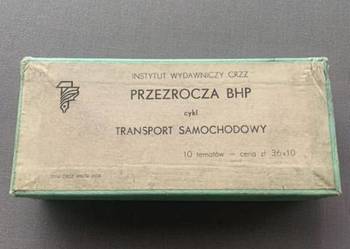 INSTYTUT WYDAWNICZY CRZZ
PRZEZROCZA BHP
cykl
TRANSPORT SAMOCHODOWY
10 tematów — cena zł 36x10